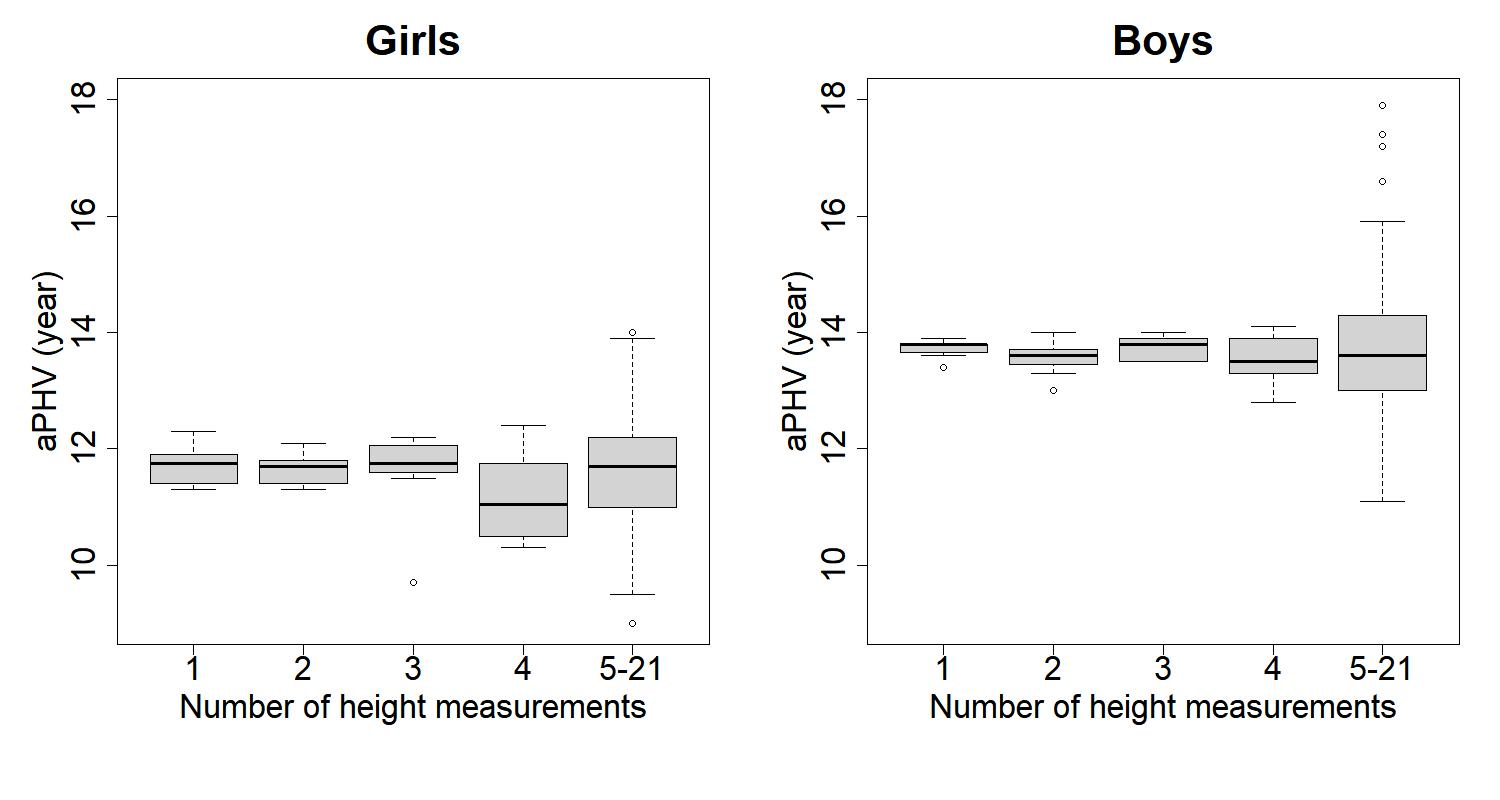 Girls
18
16
14
12
10
aPHV (year)
1 2 3 4 5-21
Number of height measurements
Boys
18
16
14
12
10
aPHV (year)
1 2 3 4 5-21
Number of height measurements